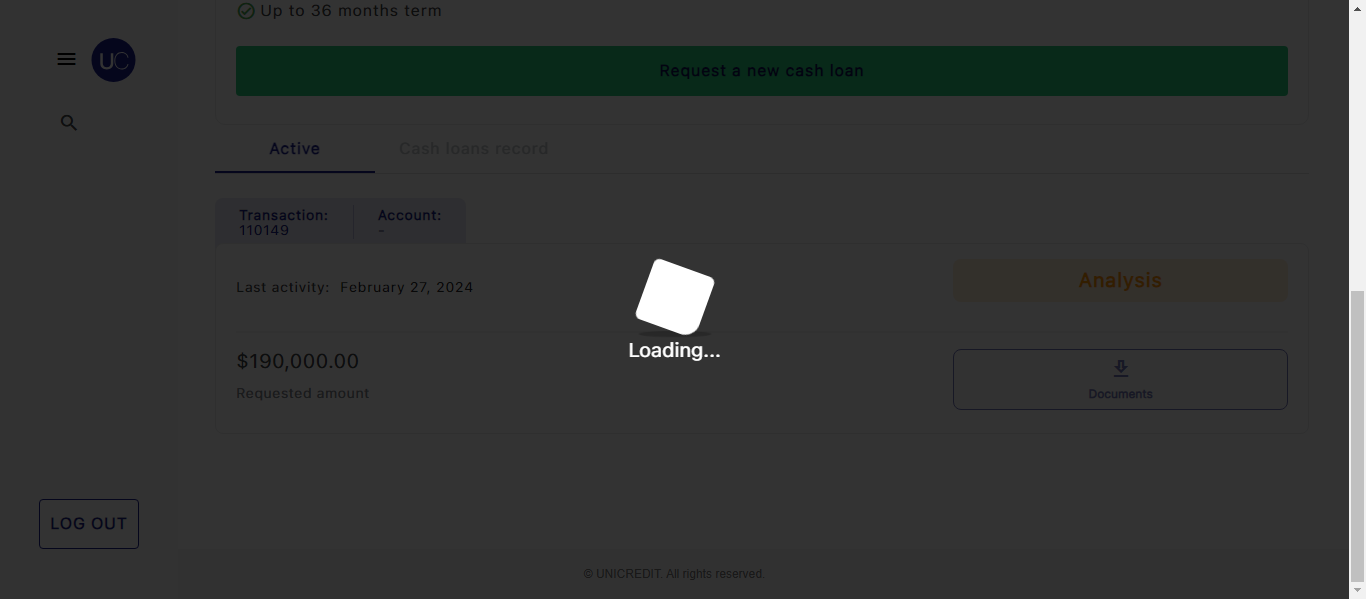 Up to 36 months term
UC
Request a new cash loan
Active
Cash loans record
Transaction:
110149
Account:
-
Last activity: February 27, 2024
Analysis
Loading...
$190,000.00
Requested amount
Documents
LOG OUT
© UNICREDIT. All rights reserved.